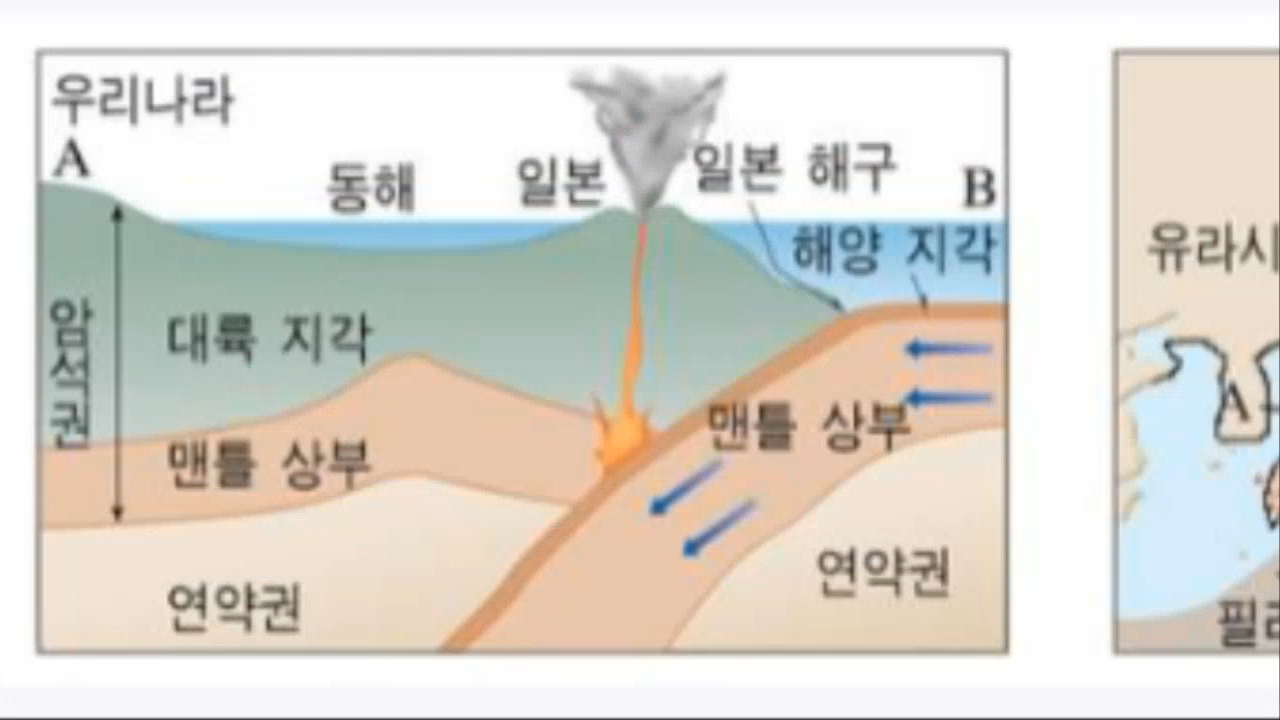 우리나라
A
동해
일본
일본 해구
B
해양 지각
암석권
대륙 지각
맨틀 상부
맨틀 상부
연약권
연약권
유라시
A
필리